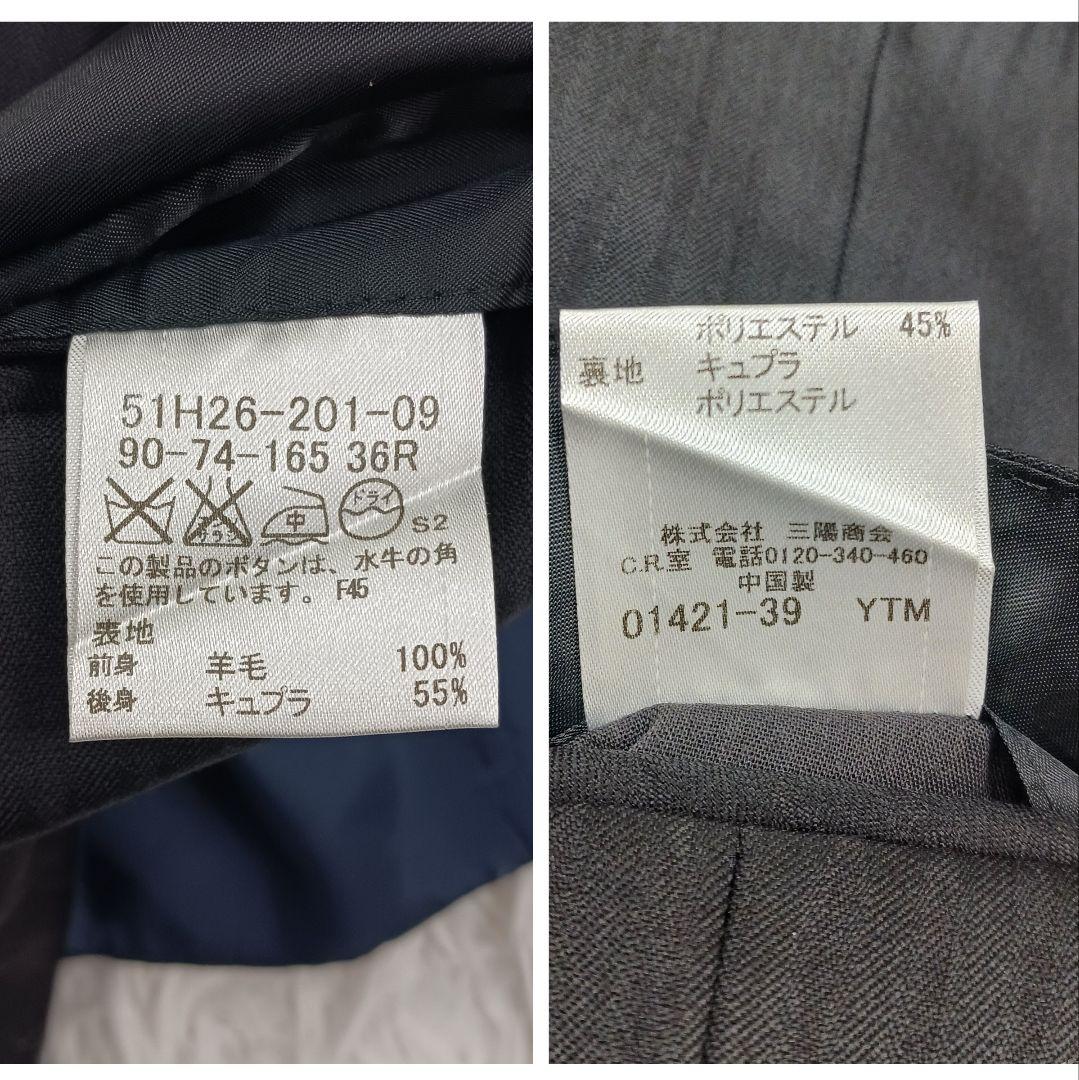 51H26-201-09
90-74-165 36R
サラシ 中 ドライ S2
この製品のボタンは、水牛の角
を使用しています。 F45
表地
前身 羊毛 100%
後身 キュプラ 55%
ポリエステル 45%
裏地 キュプラ
ポリエステル
株式会社 三陽商会
C.R.室 電話0120-340-460
中国製
01421-39 YTM